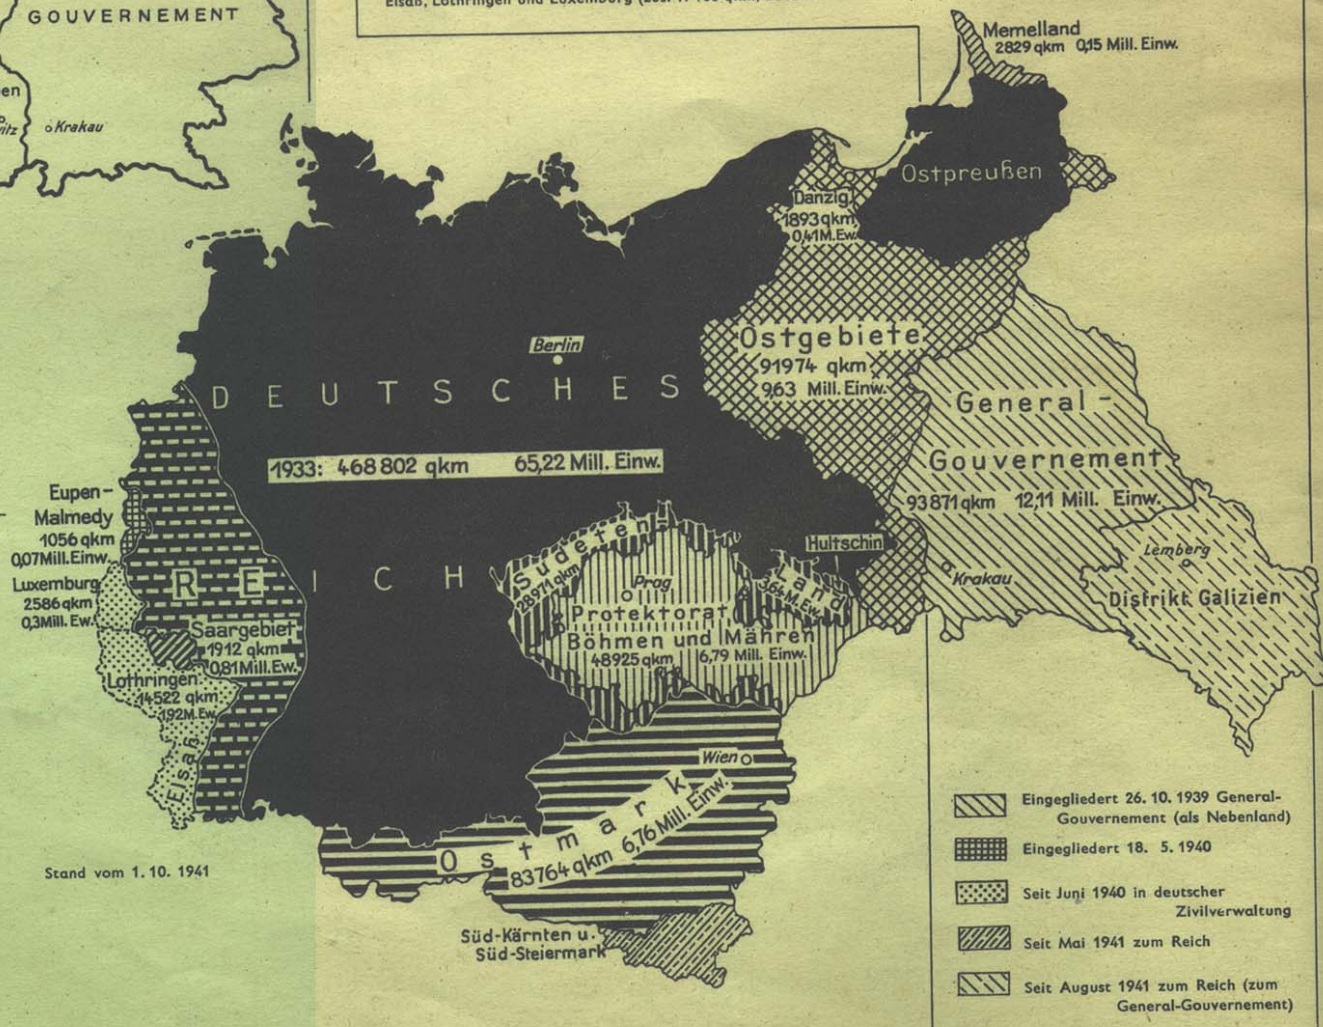 GOUVERNEMENT
Krakau
Elsaß, Lothringen und Luxemburg
Memelland
2829 qkm 0,15 Mill. Einw.
Ostpreußen
Danzig
1893 qkm
0,41 M. Ew.
Ostgebiete
91974 qkm
9,63 Mill. Einw.
Berlin
DEUTSCHES
General-
Gouvernement
93871 qkm 12,11 Mill. Einw.
1933: 468802 qkm 65,22 Mill. Einw.
Eupen-
Malmedy
1056 qkm
0,07 Mill. Einw.
Luxemburg
2586 qkm
0,3 Mill. Ew.
REICH
Sudeten-
28971 qkm
Land
3,64 M. Ew.
Hultschin
Prag
Protektorat
Böhmen und Mähren
48925 qkm 6,79 Mill. Einw.
Krakau
Lemberg
Distrikt Galizien
Saargebiet
1912 qkm
0,81 Mill. Ew.
Lothringen
14522 qkm
1,92 M. Ew.
Elsaß
Wien
Ostmark
83764 qkm 6,76 Mill. Einw.
Süd-Kärnten u.
Süd-Steiermark
Stand vom 1. 10. 1941
Eingegliedert 26. 10. 1939 General-
Gouvernement (als Nebenland)
Eingegliedert 18. 5. 1940
Seit Juni 1940 in deutscher
Zivilverwaltung
Seit Mai 1941 zum Reich
Seit August 1941 zum Reich (zum
General-Gouvernement)